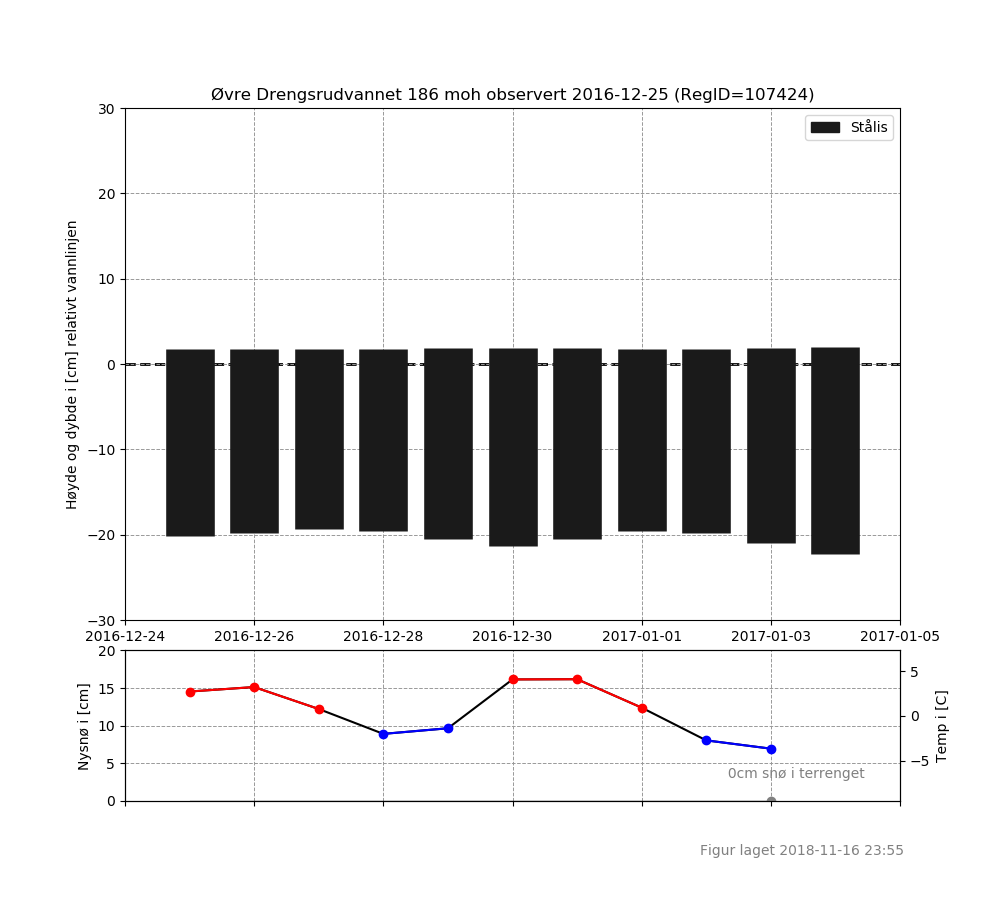 Øvre Drengsrudvannet 186 moh observert 2016-12-25 (RegID=107424)
Stålis
Høyde og dybde i [cm] relativt vannlinjen
30
20
10
0
−10
−20
−30
2016-12-24 2016-12-26 2016-12-28 2016-12-30 2017-01-01 2017-01-03 2017-01-05
Nysnø i [cm]
20
15
10
5
0
5
0
−5
Temp i [C]
0cm snø i terrenget
Figur laget 2018-11-16 23:55